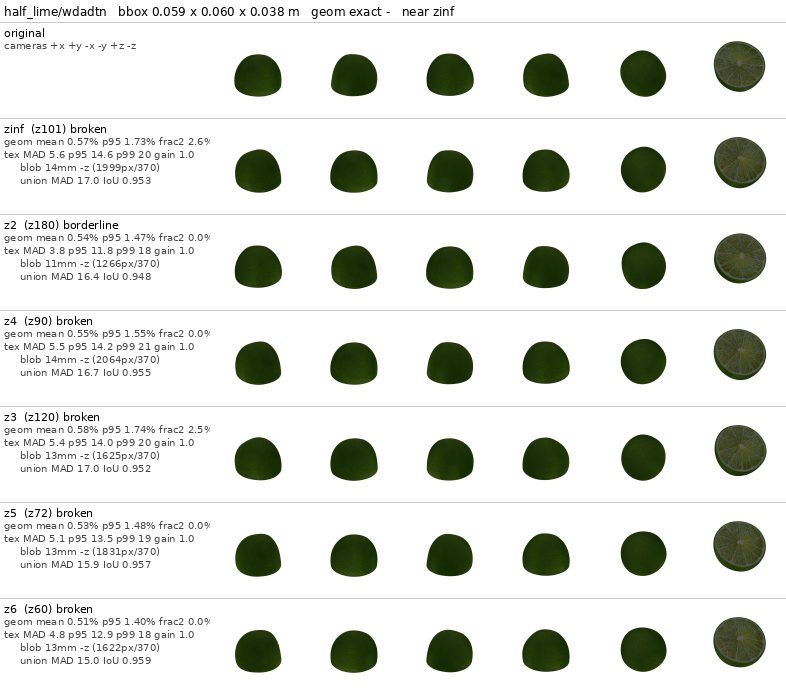 half_lime/wdadtn   bbox 0.059 x 0.060 x 0.038 m   geom exact -   near zinf
original
cameras +x +y -x -y +z -z
zinf  (z101) broken
geom mean 0.57% p95 1.73% frac2 2.6%
tex MAD 5.6 p95 14.6 p99 20 gain 1.0
blob 14mm -z (1999px/370)
union MAD 17.0 IoU 0.953
z2  (z180) borderline
geom mean 0.54% p95 1.47% frac2 0.0%
tex MAD 3.8 p95 11.8 p99 18 gain 1.0
blob 11mm -z (1266px/370)
union MAD 16.4 IoU 0.948
z4  (z90) broken
geom mean 0.55% p95 1.55% frac2 0.0%
tex MAD 5.5 p95 14.2 p99 21 gain 1.0
blob 14mm -z (2064px/370)
union MAD 16.7 IoU 0.955
z3  (z120) broken
geom mean 0.58% p95 1.74% frac2 2.5%
tex MAD 5.4 p95 14.0 p99 20 gain 1.0
blob 13mm -z (1625px/370)
union MAD 17.0 IoU 0.952
z5  (z72) broken
geom mean 0.53% p95 1.48% frac2 0.0%
tex MAD 5.1 p95 13.5 p99 19 gain 1.0
blob 13mm -z (1831px/370)
union MAD 15.9 IoU 0.957
z6  (z60) broken
geom mean 0.51% p95 1.40% frac2 0.0%
tex MAD 4.8 p95 12.9 p99 18 gain 1.0
blob 13mm -z (1622px/370)
union MAD 15.0 IoU 0.959